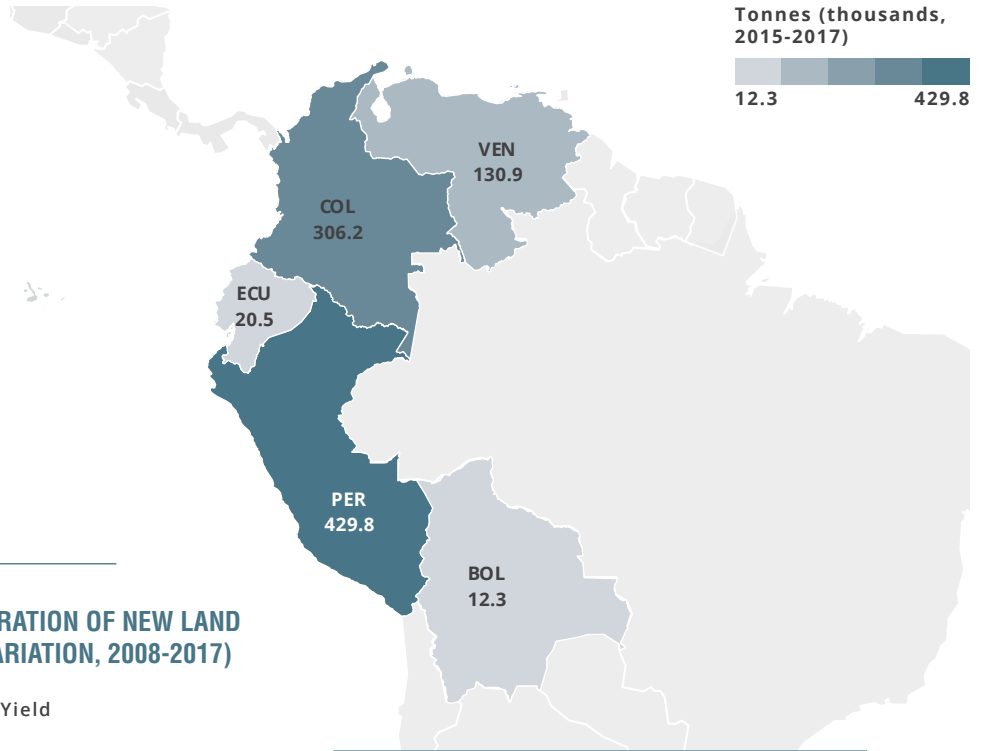 Tonnes (thousands,
2015-2017)
12.3 429.8
VEN
130.9
COL
306.2
ECU
20.5
PER
429.8
BOL
12.3
RATION OF NEW LAND
ARIATION, 2008-2017)
Yield